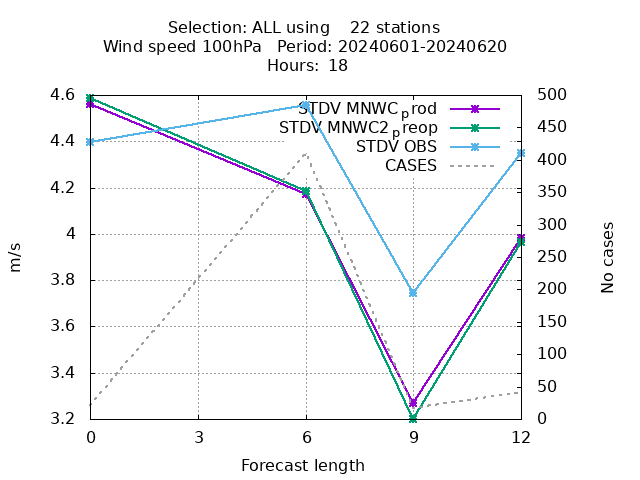 Selection: ALL using    22 stations
Wind speed 100hPa   Period: 20240601-20240620
Hours:  18
STDV MNWC_prod
STDV MNWC2_preop
STDV OBS
CASES
4.6
4.4
4.2
4
3.8
3.6
3.4
3.2
m/s
500
450
400
350
300
250
200
150
100
50
0
No cases
0 3 6 9 12
Forecast length